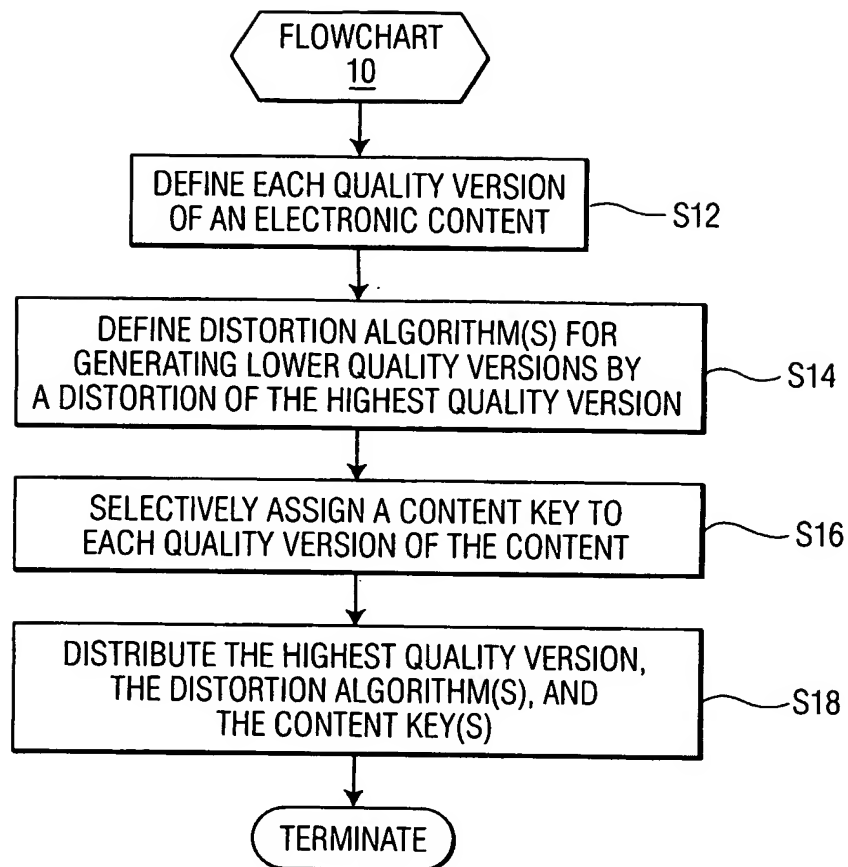 FLOWCHART
10
DEFINE EACH QUALITY VERSION
OF AN ELECTRONIC CONTENT
S12
DEFINE DISTORTION ALGORITHM(S) FOR
GENERATING LOWER QUALITY VERSIONS BY
A DISTORTION OF THE HIGHEST QUALITY VERSION
S14
SELECTIVELY ASSIGN A CONTENT KEY TO
EACH QUALITY VERSION OF THE CONTENT
S16
DISTRIBUTE THE HIGHEST QUALITY VERSION,
THE DISTORTION ALGORITHM(S), AND
THE CONTENT KEY(S)
S18
TERMINATE